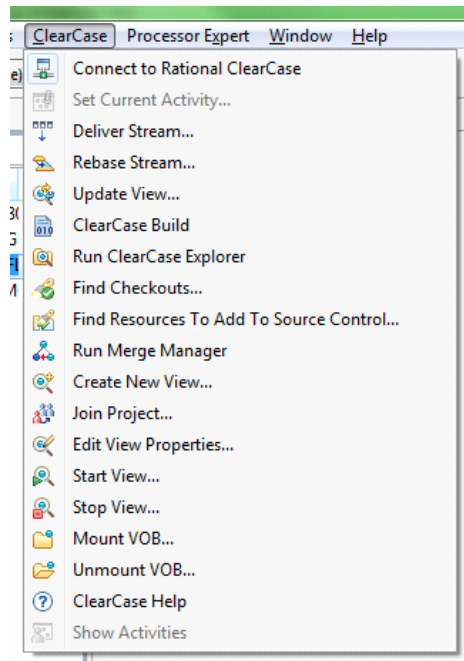 ClearCase Processor Expert Window Help
e)
Connect to Rational ClearCase
Set Current Activity...
Deliver Stream...
Rebase Stream...
Update View...
ClearCase Build
010
Run ClearCase Explorer
Find Checkouts...
Find Resources To Add To Source Control...
Run Merge Manager
Create New View...
Join Project...
Edit View Properties...
Start View...
Stop View...
Mount VOB...
Unmount VOB...
ClearCase Help
Show Activities